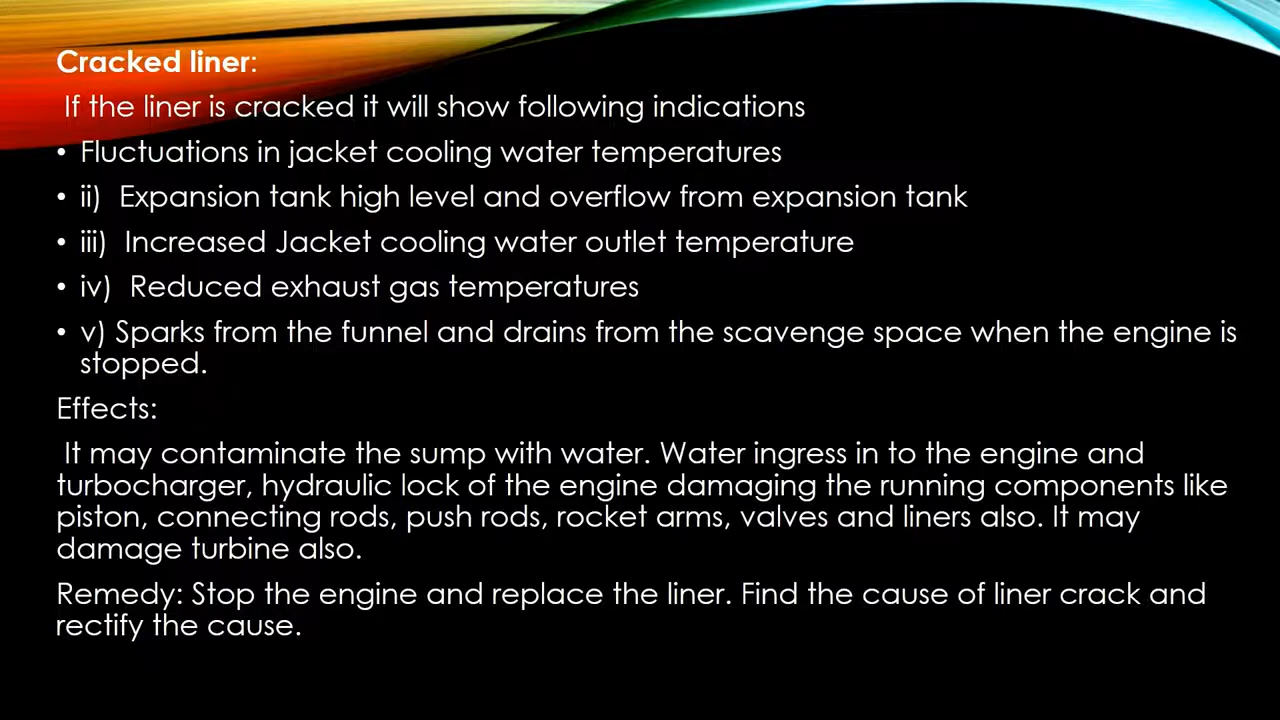 Cracked liner:
If the liner is cracked it will show following indications
• Fluctuations in jacket cooling water temperatures
• ii)  Expansion tank high level and overflow from expansion tank
• iii)  Increased Jacket cooling water outlet temperature
• iv)  Reduced exhaust gas temperatures
• v) Sparks from the funnel and drains from the scavenge space when the engine is
stopped.
Effects:
It may contaminate the sump with water. Water ingress in to the engine and
turbocharger, hydraulic lock of the engine damaging the running components like
piston, connecting rods, push rods, rocket arms, valves and liners also. It may
damage turbine also.
Remedy: Stop the engine and replace the liner. Find the cause of liner crack and
rectify the cause.